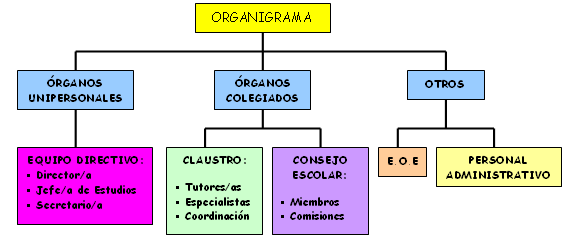 ORGANIGRAMA
ÓRGANOS
UNIPERSONALES
ÓRGANOS
COLEGIADOS
OTROS
EQUIPO DIRECTIVO:
• Director/a
• Jefe/a de Estudios
• Secretario/a
CLAUSTRO:
• Tutores/as
• Especialistas
• Coordinación
CONSEJO
ESCOLAR:
• Miembros
• Comisiones
E.O.E
PERSONAL
ADMINISTRATIVO